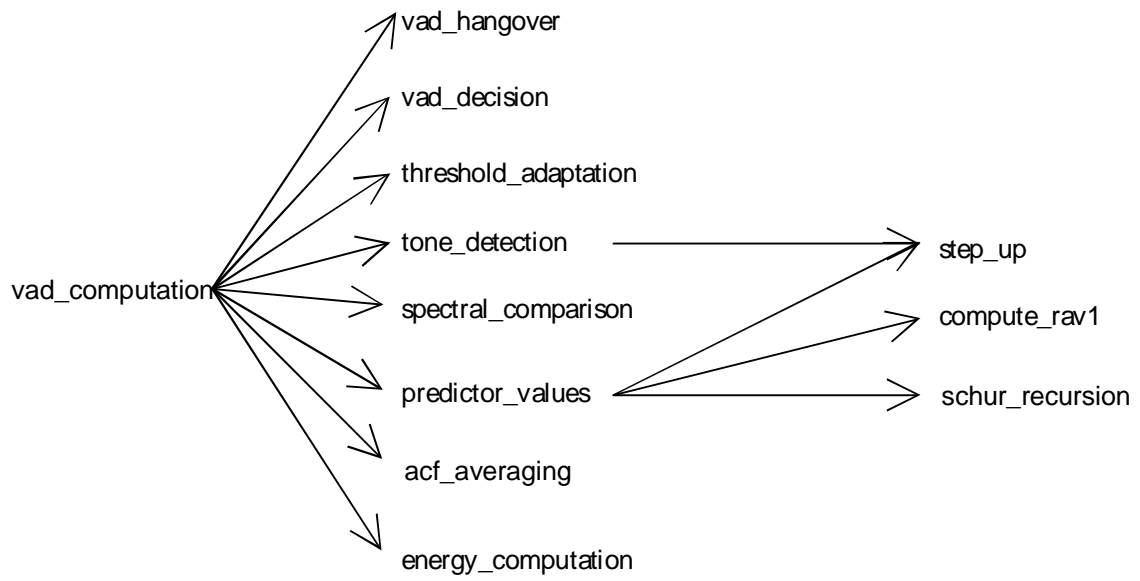 vad_hangover
vad_decision
threshold_adaptation
tone_detection
step_up
vad_computation
spectral_comparison
compute_rav1
predictor_values
schur_recursion
acf_averaging
energy_computation